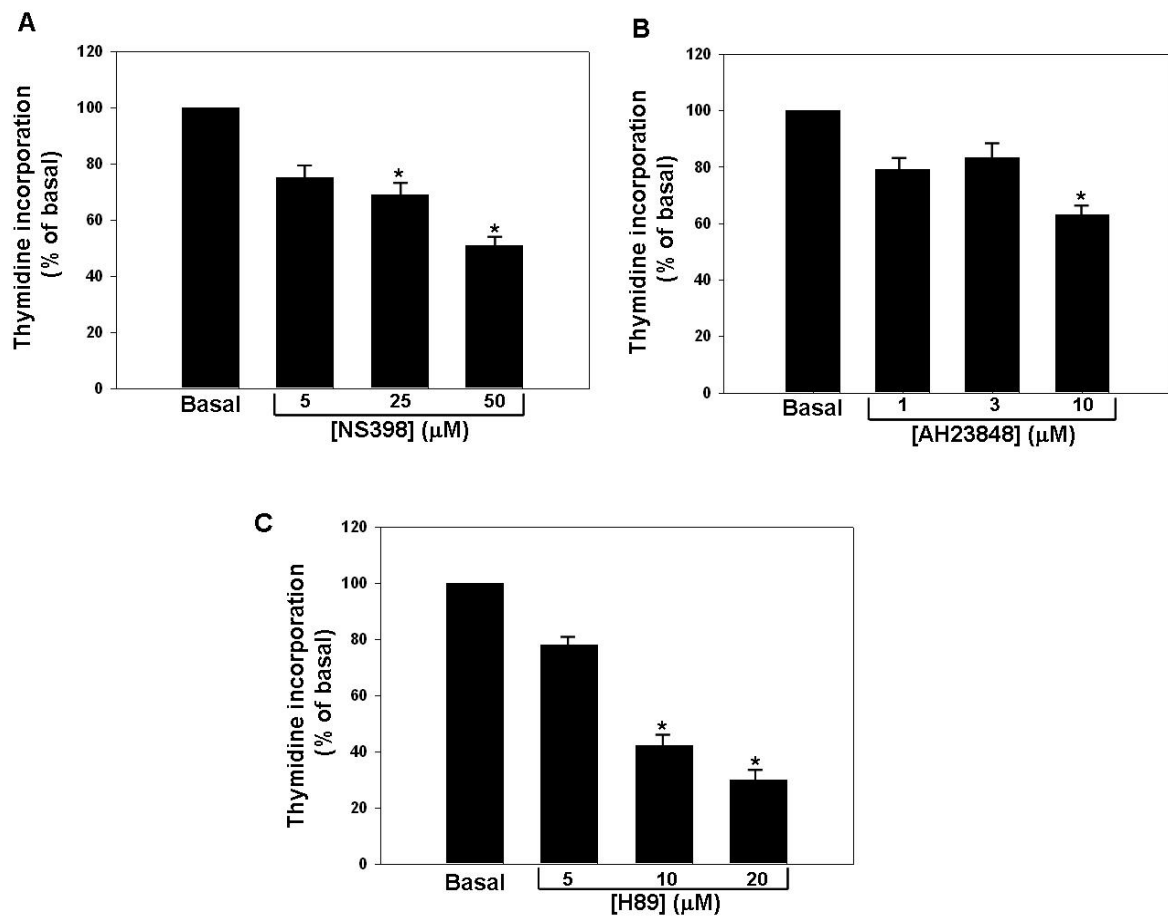 A
Thymidine incorporation
(% of basal)
120
100
80
60
40
20
0
*
*
Basal
5
25
50
[NS398] (μM)
B
Thymidine incorporation
(% of basal)
120
100
80
60
40
20
0
*
Basal
1
3
10
[AH23848] (μM)
C
Thymidine incorporation
(% of basal)
120
100
80
60
40
20
0
*
*
Basal
5
10
20
[H89] (μM)